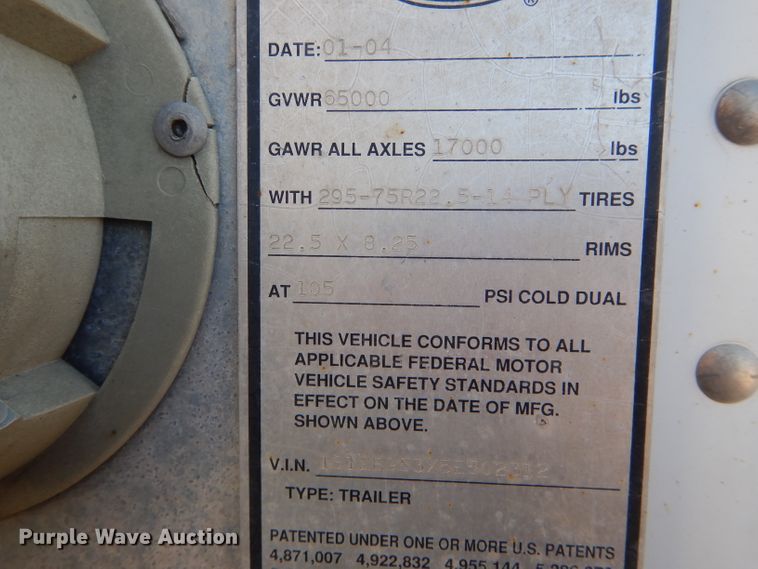 ®
DATE: 01-04
GVWR 65000 lbs
GAWR ALL AXLES 17000 lbs
WITH 295-75R22.5-14 PLY TIRES
22.5 X 8.25 RIMS
AT 105 PSI COLD DUAL
THIS VEHICLE CONFORMS TO ALL
APPLICABLE FEDERAL MOTOR
VEHICLE SAFETY STANDARDS IN
EFFECT ON THE DATE OF MFG.
SHOWN ABOVE.
V.I.N.
TYPE: TRAILER
PATENTED UNDER ONE OR MORE U.S. PATENTS
4,871,007 4,922,832 4,955,144
Purple Wave Auction